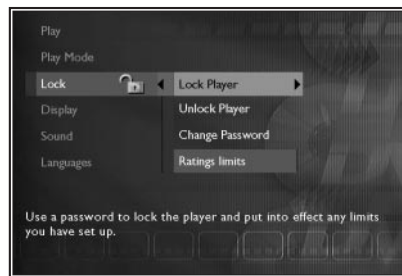 Play
Play Mode
Lock
Lock Player
Display
Unlock Player
Sound
Change Password
Languages
Ratings limits
Use a password to lock the player and put into effect any limits
you have set up.